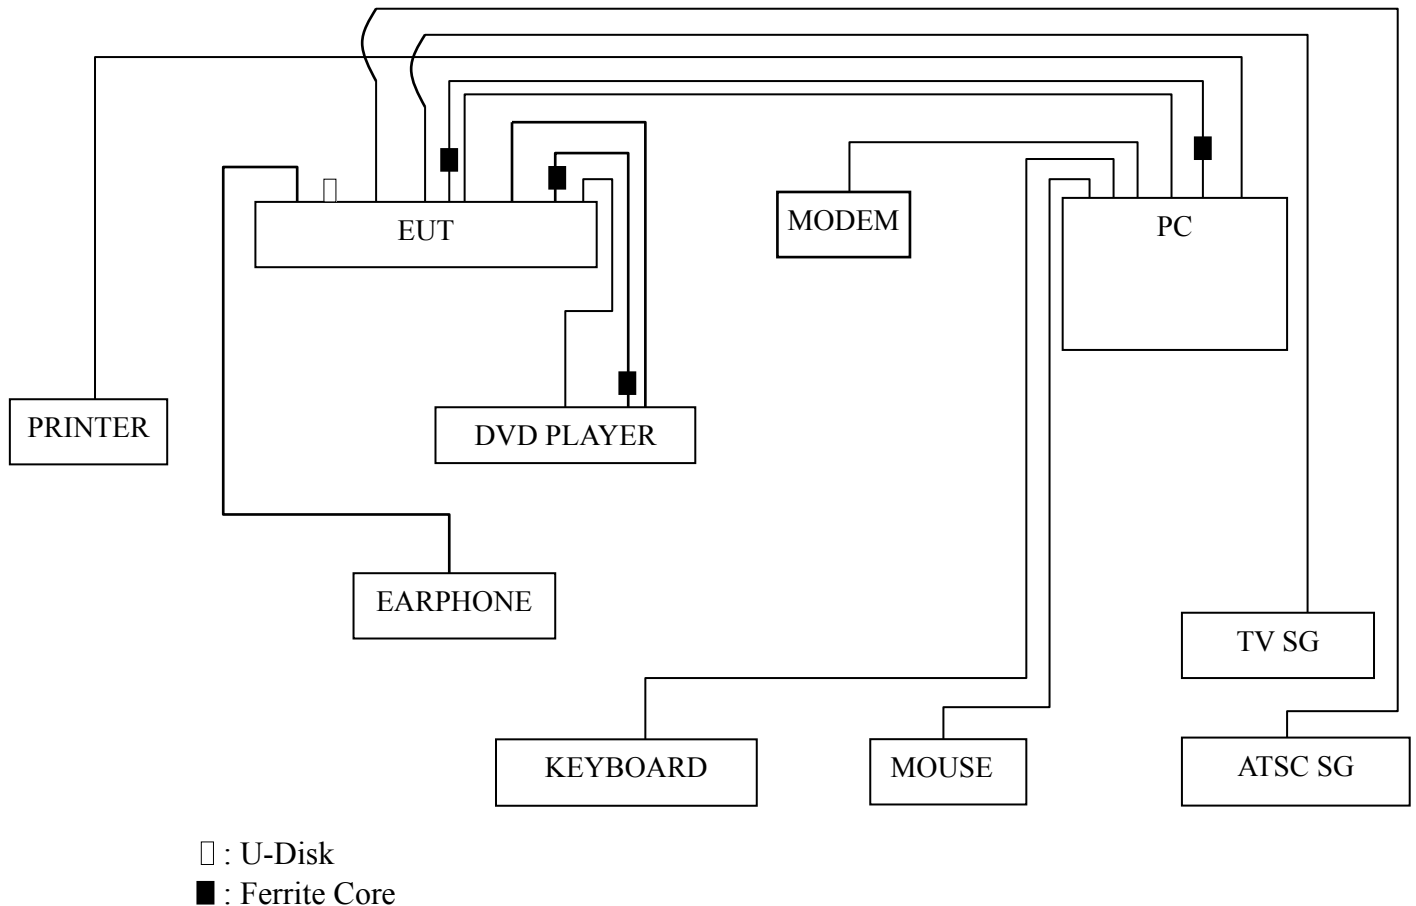 EUT
MODEM
PC
PRINTER
DVD PLAYER
EARPHONE
TV SG
KEYBOARD
MOUSE
ATSC SG
: U-Disk
: Ferrite Core